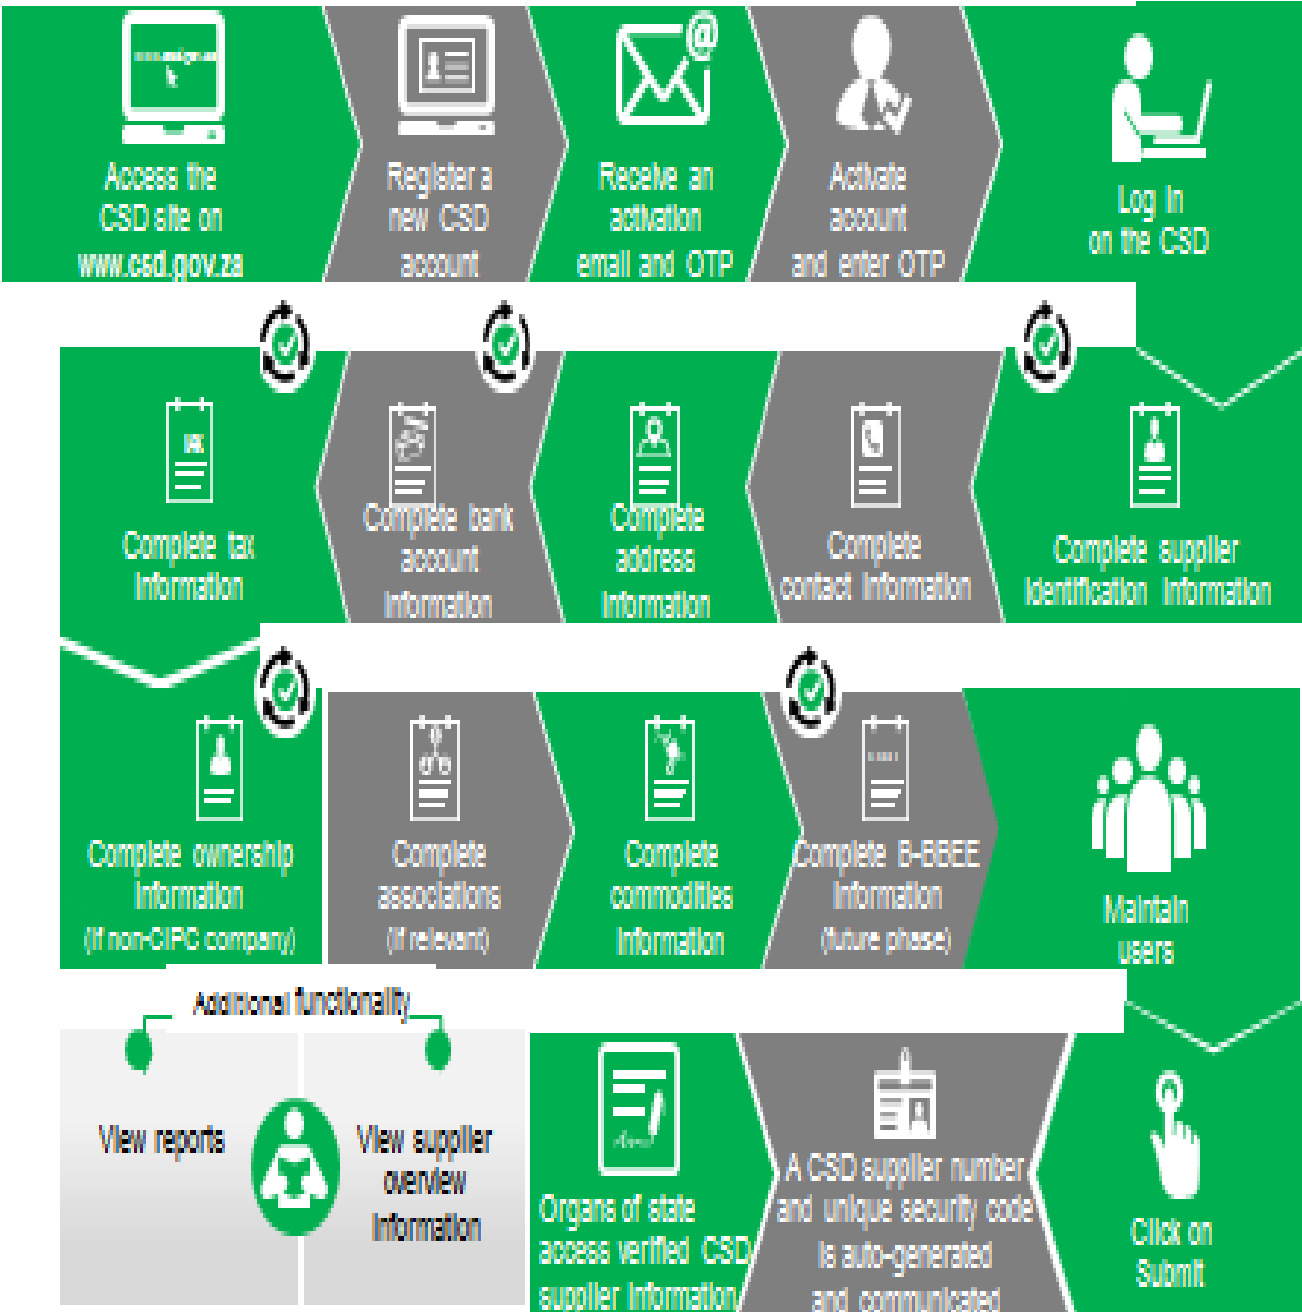 Access the
CSD site on
www.csd.gov.za
Register a
new CSD
account
Receive an
activation
email and OTP
Activate
account
and enter OTP
Log in
on the CSD
Complete supplier
identification information
Complete
contact information
Complete
address
information
Complete bank
account
information
Complete tax
information
Complete ownership
information
(if non-CIPC company)
Complete
associations
(if relevant)
Complete
commodities
information
Complete B-BBEE
information
(future phase)
Maintain
users
Click on
Submit
A CSD supplier number
and unique security code
is auto-generated
and communicated
Organs of state
access verified CSD
supplier information
Additional functionality
View reports
View supplier
overview
information